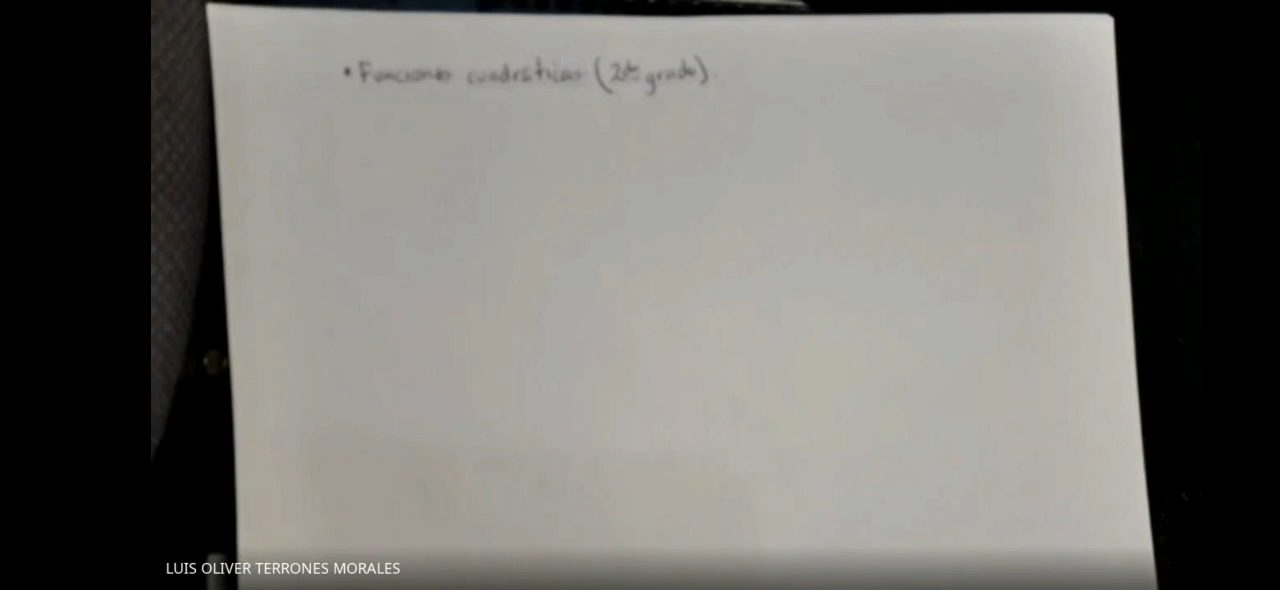 • Funciones cuadráticas (2do grado)
LUIS OLIVER TERRONES MORALES